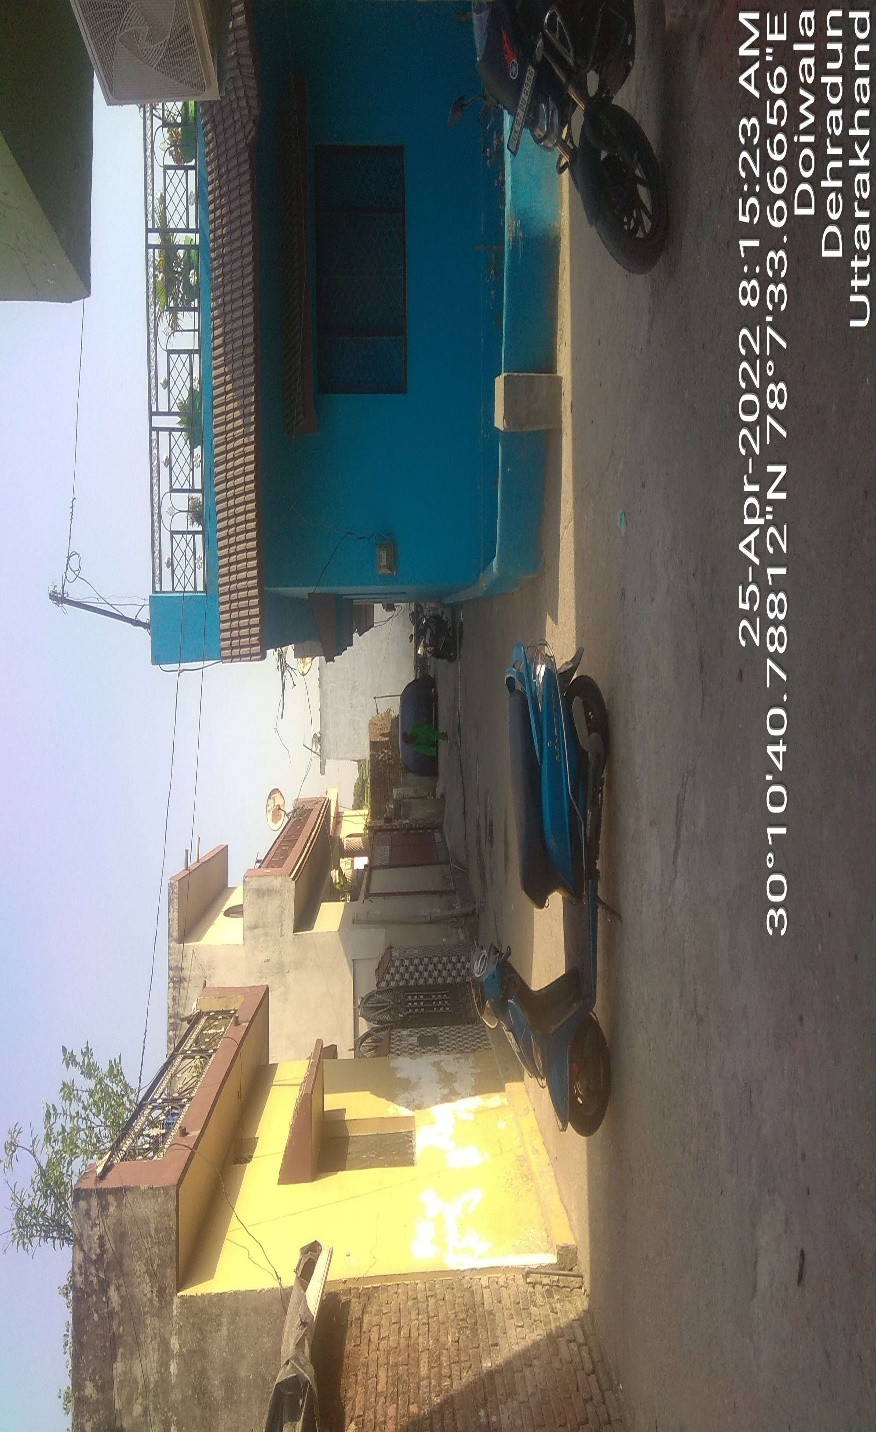 25-Apr-2022 8:15:23 AM
30°10'40.78812"N 78°7'33.66656"E
Doiwala
Dehradun
Uttarakhand